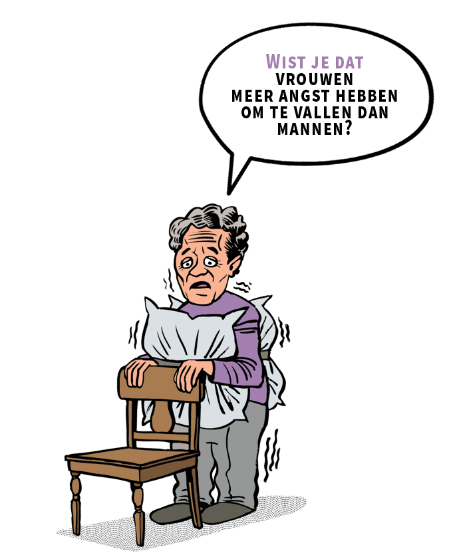 WIST JE DAT
VROUWEN
MEER ANGST HEBBEN
OM TE VALLEN DAN
MANNEN?